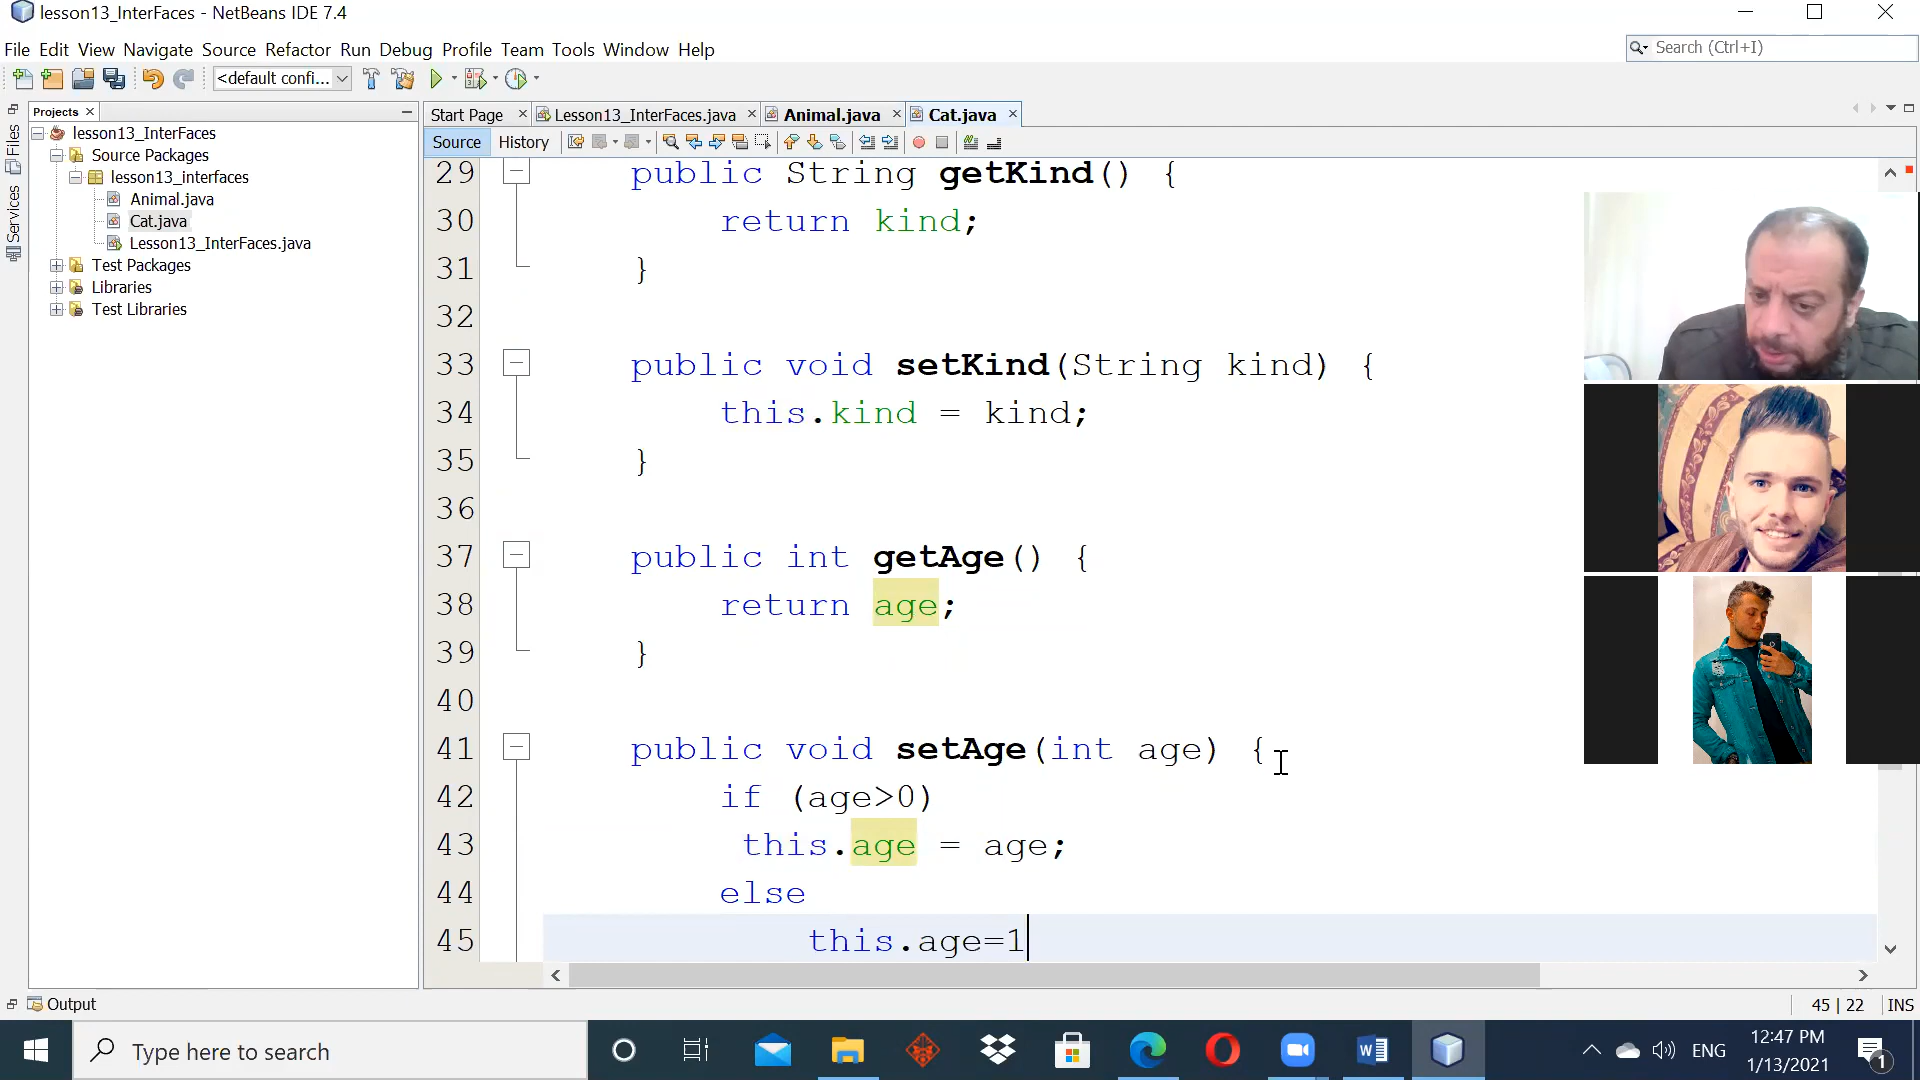 lesson13_InterFaces - NetBeans IDE 7.4
File Edit View Navigate Source Refactor Run Debug Profile Team Tools Window Help
Search (Ctrl+I)
<default confi...
Projects
Files
Services
lesson13_InterFaces
Source Packages
lesson13_interfaces
Animal.java
Cat.java
Lesson13_InterFaces.java
Test Packages
Libraries
Test Libraries
Start Page Lesson13_InterFaces.java Animal.java Cat.java
Source History
29 public String getKind() {
30 return kind;
31 }
32
33 public void setKind(String kind) {
34 this.kind = kind;
35 }
36
37 public int getAge() {
38 return age;
39 }
40
41 public void setAge(int age) {
42 if (age>0)
43 this.age = age;
44 else
45 this.age=1
Output
45 | 22 INS
Type here to search
ENG
12:47 PM
1/13/2021
1